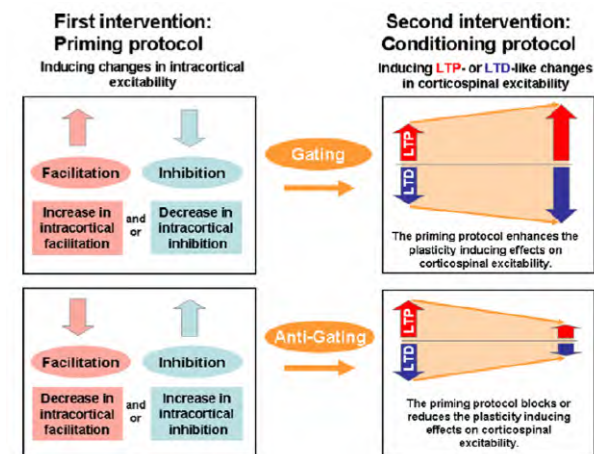 First intervention:
Priming protocol
Inducing changes in intracortical
excitability
Second intervention:
Conditioning protocol
Inducing LTP- or LTD-like changes
in corticospinal excitability
Facilitation
Inhibition
Increase in
intracortical
facilitation
and
or
Decrease in
intracortical
inhibition
Gating
LTP
LTD
The priming protocol enhances the
plasticity inducing effects on
corticospinal excitability.
Facilitation
Inhibition
Decrease in
intracortical
facilitation
and
or
Increase in
intracortical
inhibition
Anti-Gating
LTP
LTD
The priming protocol blocks or
reduces the plasticity inducing
effects on corticospinal
excitability.